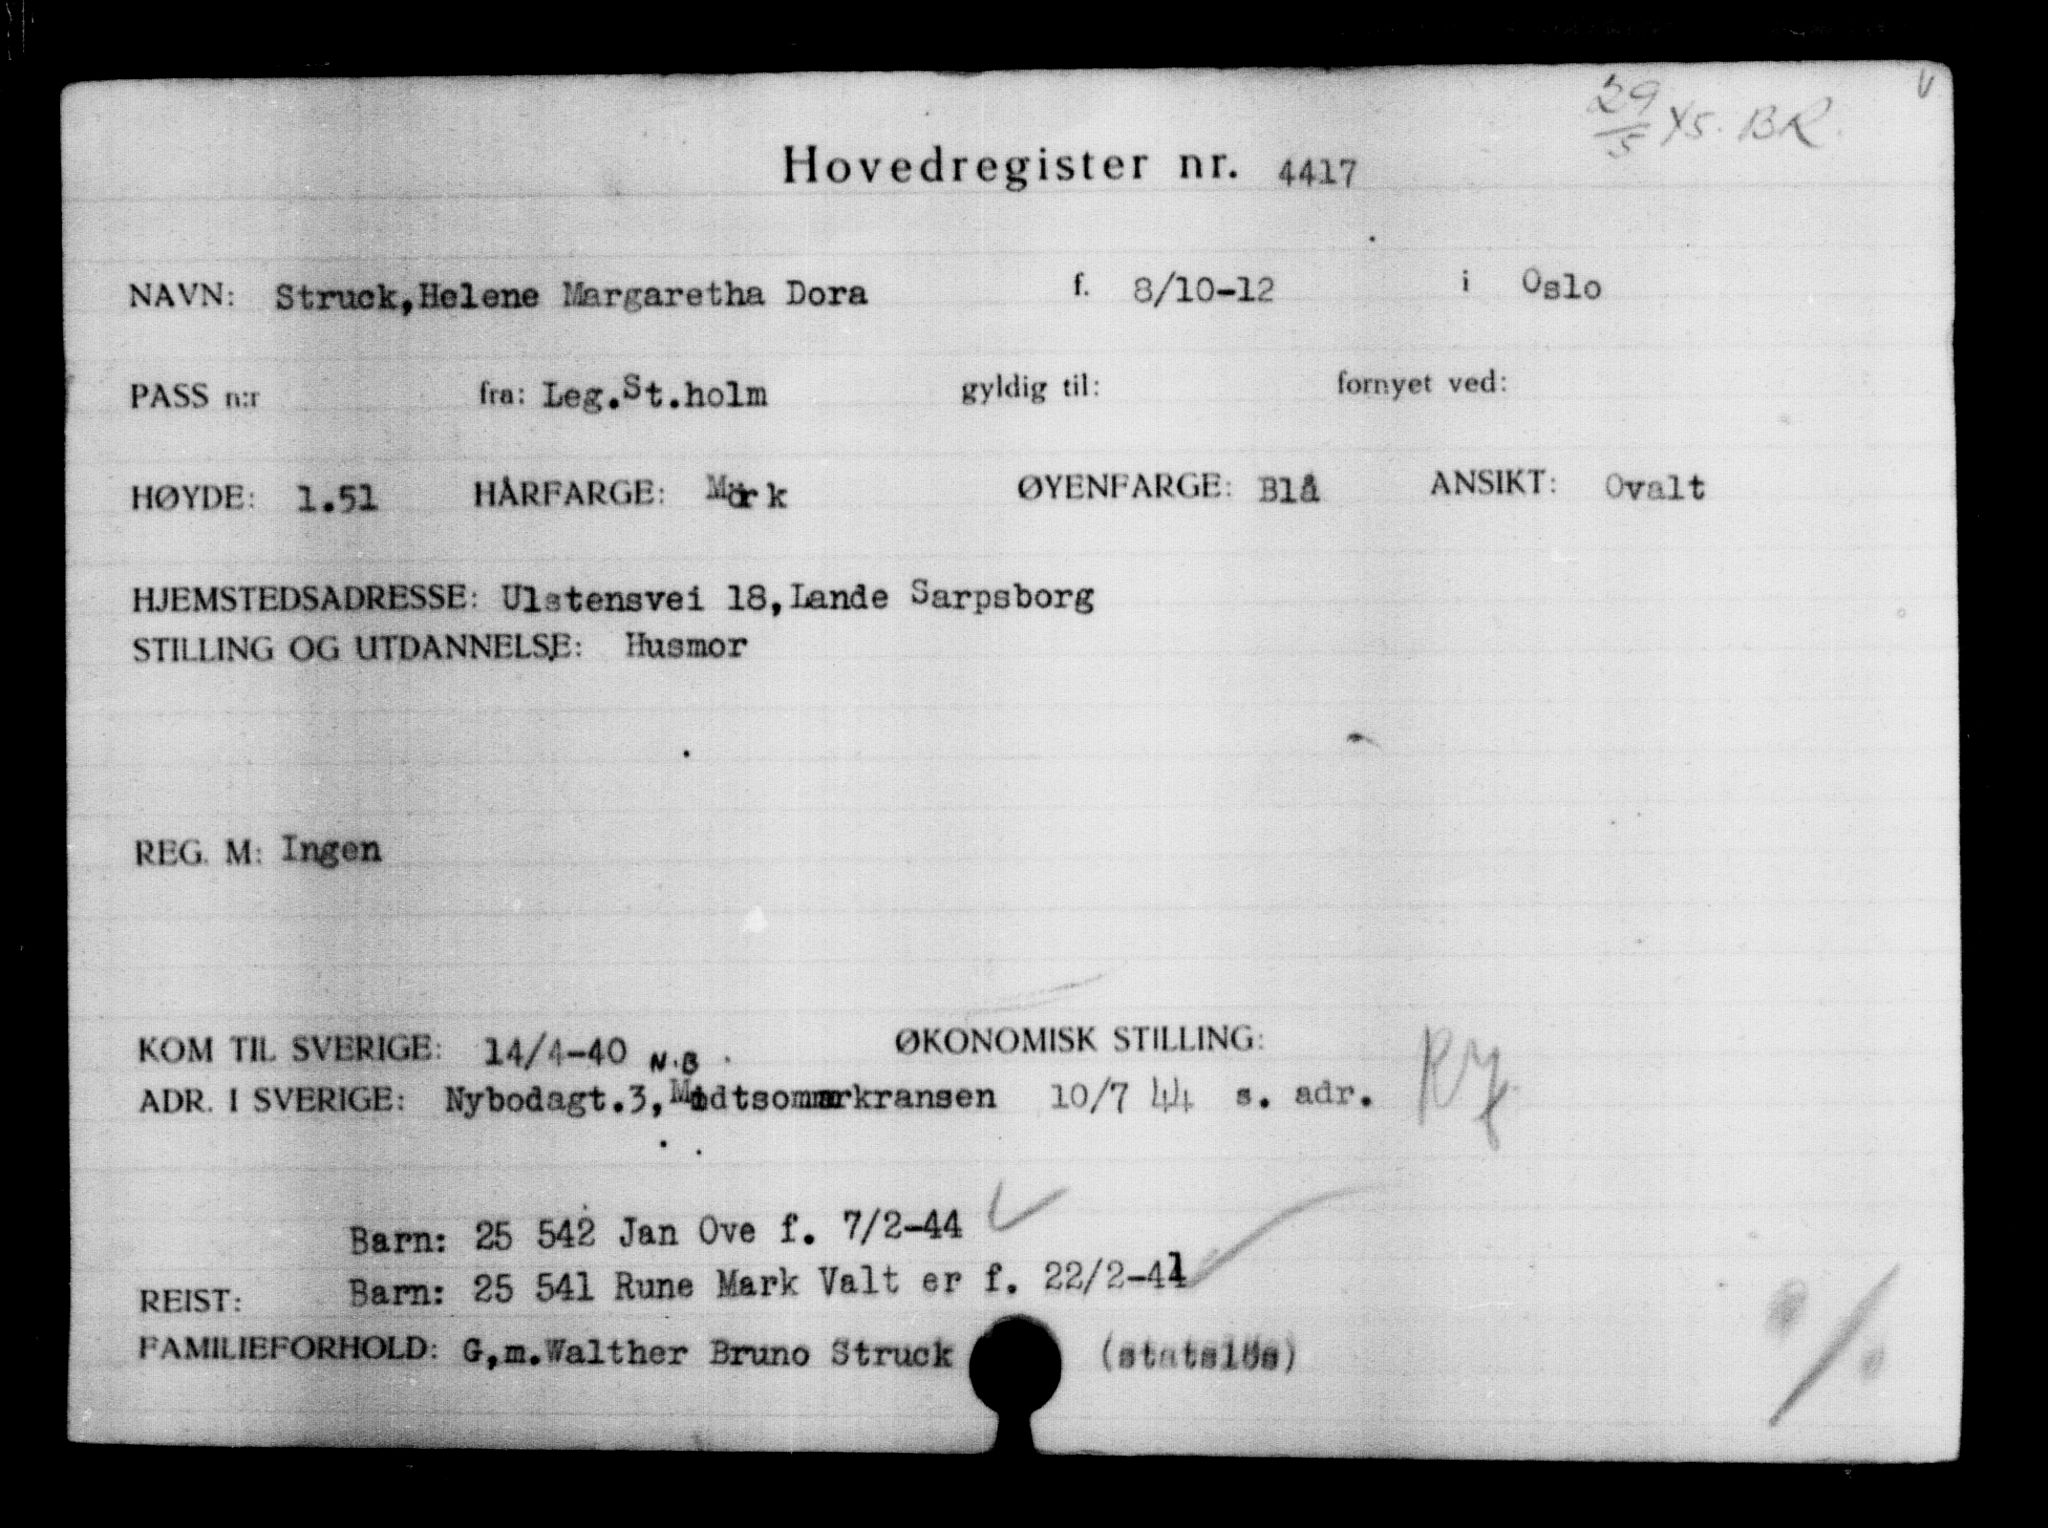 29/5 45. BR.
Hovedregister nr. 4417
NAVN: Struck,Helene Margaretha Dora f. 8/10-12 i Oslo
PASS n:r fra: Leg.St.holm gyldig til: fornyet ved:
HØYDE: 1.51 HÅRFARGE: Mörk ØYENFARGE: Blå ANSIKT: Ovalt
HJEMSTEDSADRESSE: Ulstensvei 18,Lande Sarpsborg
STILLING OG UTDANNELSE: Husmor
REG. M: Ingen
KOM TIL SVERIGE: 14/4-40 N.B. ØKONOMISK STILLING:
ADR. I SVERIGE: Nybodagt.3,Midtsommarkransen 10/7 44 s. adr.
Barn: 25 542 Jan Ove f. 7/2-44
REIST: Barn: 25 541 Rune Mark Valt er f. 22/2-41
FAMILIEFORHOLD: G,m.Walther Bruno Struck (statslös)